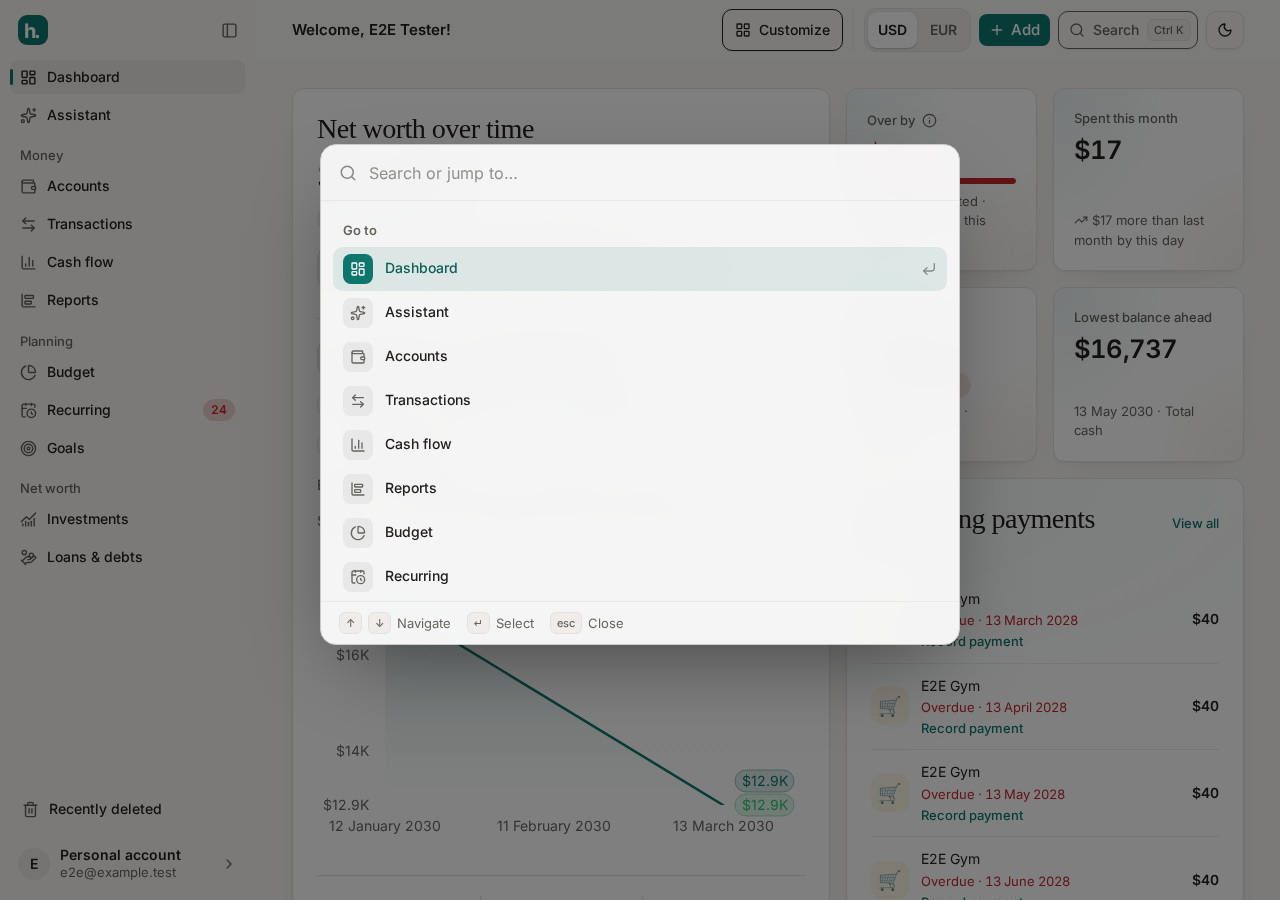 h.
Dashboard
Assistant
Money
Accounts
Transactions
Cash flow
Reports
Planning
Budget
Recurring 24
Goals
Net worth
Investments
Loans & debts
Recently deleted
E
Personal account
e2e@example.test
Welcome, E2E Tester!
Customize
USD EUR
Add
Search Ctrl K
Net worth over time
Search or jump to...
Go to
Dashboard
Assistant
Accounts
Transactions
Cash flow
Reports
Budget
Recurring
Navigate
Select
esc Close
$16K
$14K
$12.9K
$12.9K
$12.9K
12 January 2030
11 February 2030
13 March 2030
Over by
this
Spent this month
$17
$17 more than last
month by this day
Lowest balance ahead
$16,737
13 May 2030 · Total
cash
payments
View all
13 March 2028
$40
payment
E2E Gym
Overdue · 13 April 2028
$40
Record payment
E2E Gym
Overdue · 13 May 2028
$40
Record payment
E2E Gym
Overdue · 13 June 2028
$40